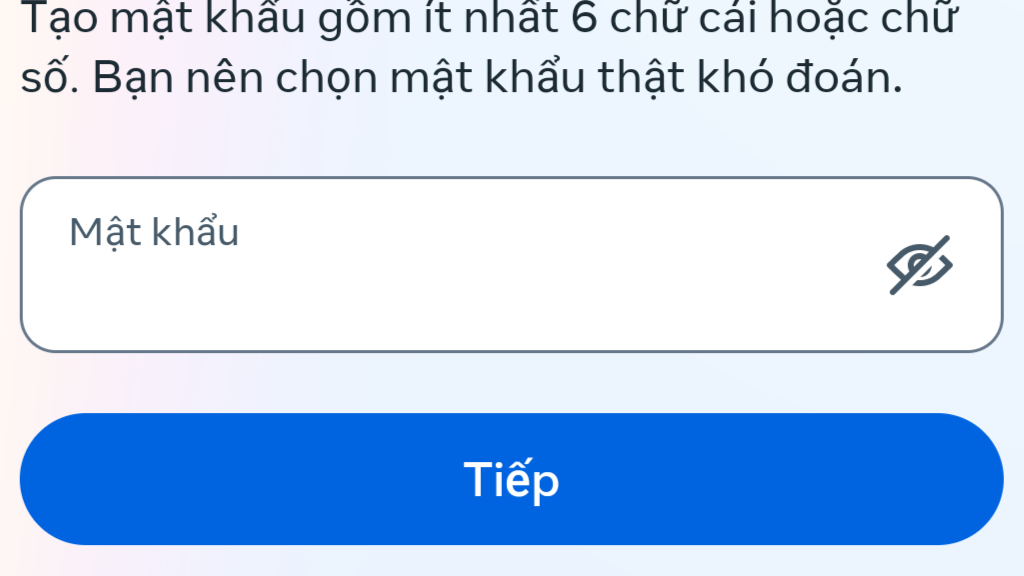 Tạo mật khẩu gồm ít nhất 6 chữ cái hoặc chữ
số. Bạn nên chọn mật khẩu thật khó đoán.
Mật khẩu
Tiếp